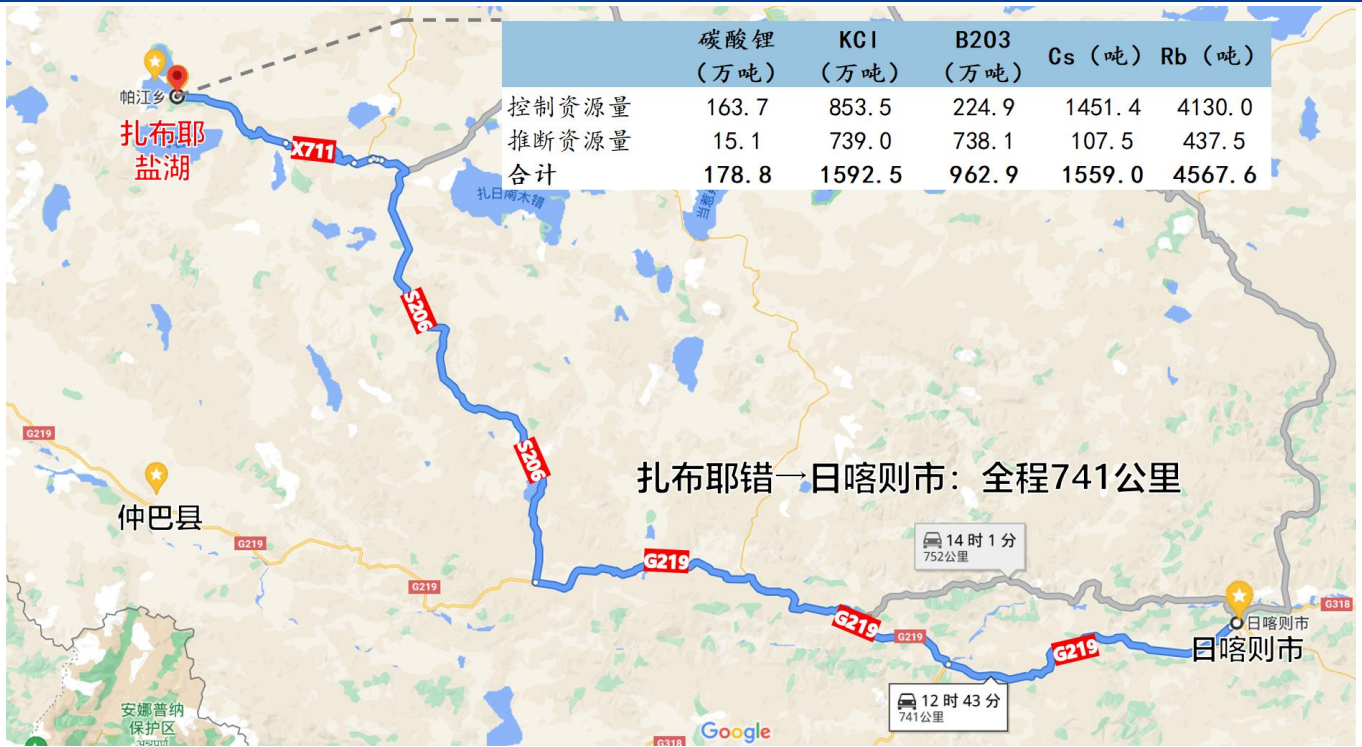 碳酸锂 KCl B2O3 Cs（吨） Rb（吨）
（万吨） （万吨） （万吨）
控制资源量 163.7 853.5 224.9 1451.4 4130.0
推断资源量 15.1 739.0 738.1 107.5 437.5
合计 178.8 1592.5 962.9 1559.0 4567.6
帕江乡
扎布耶
盐湖
X711
扎日南木错
S206
S206
G219
扎布耶错→日喀则市：全程741公里
仲巴县
G219
G219
G219
14 时 1 分
752公里
G219
G219
G318
日喀则市
日喀则市
G219
12 时 43 分
741公里
安娜普纳
保护区
Google
G318